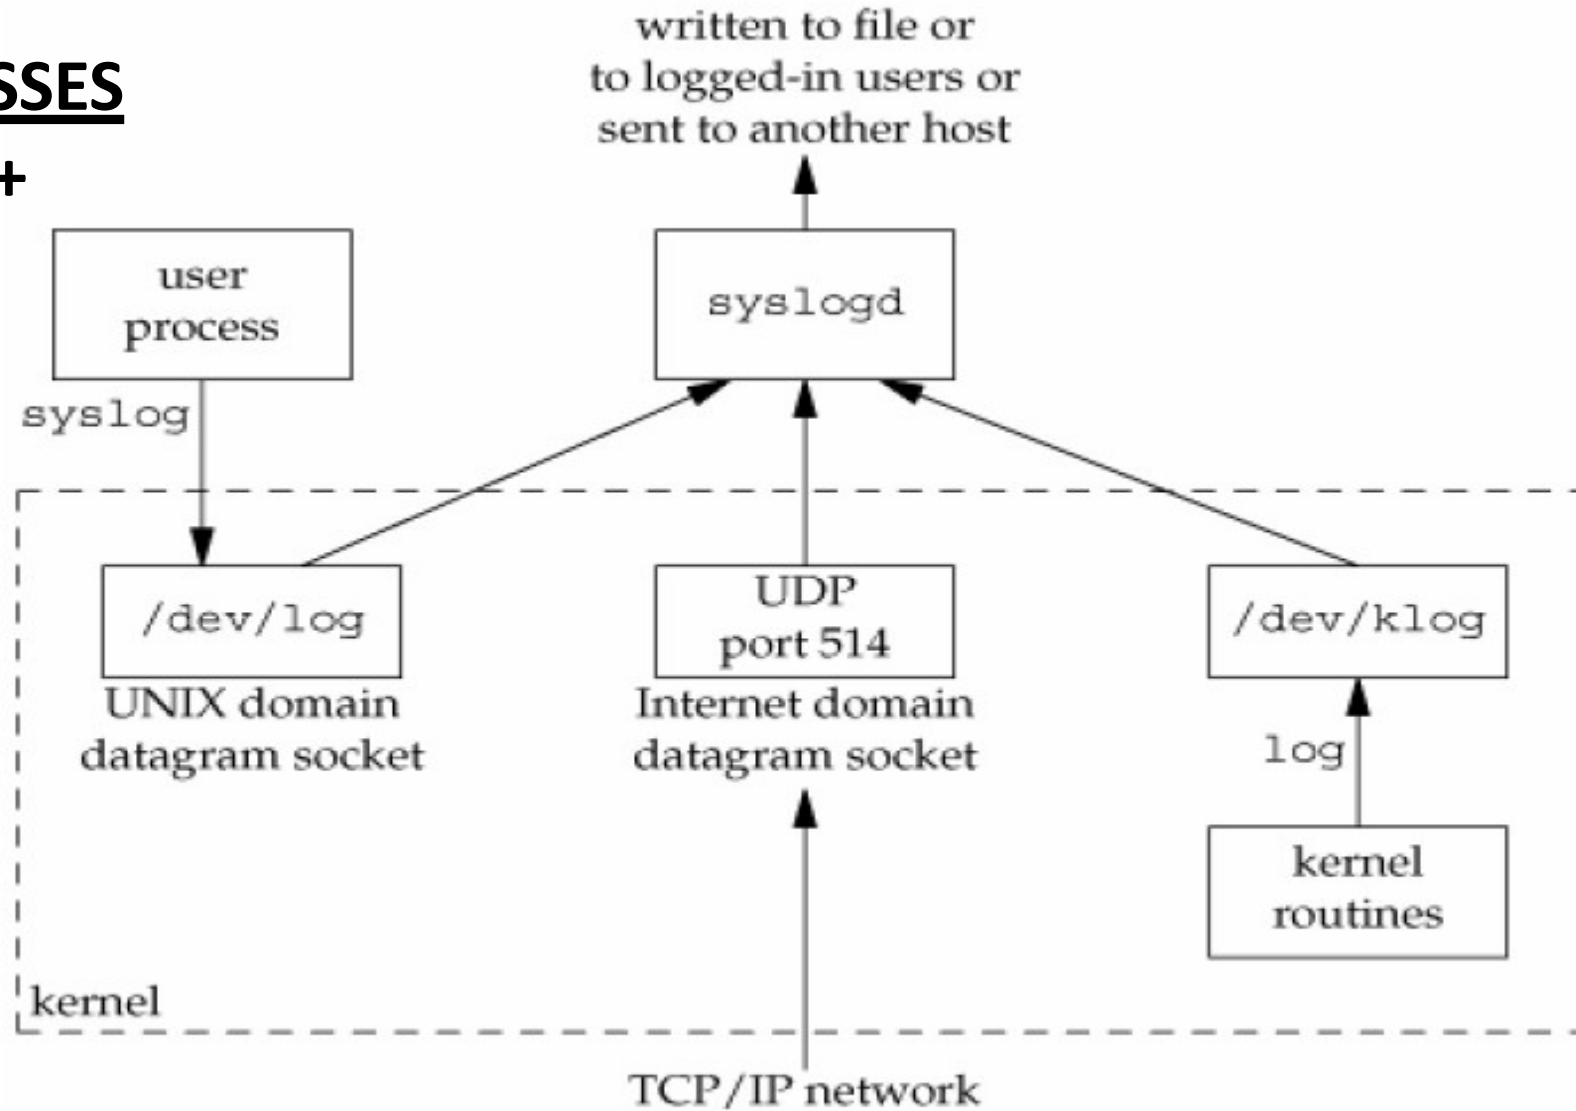 written to file or
to logged-in users or
sent to another host
SSES
+
user
process
syslogd
syslog
/dev/log
UDP
port 514
/dev/klog
UNIX domain
datagram socket
Internet domain
datagram socket
log
kernel
routines
kernel
TCP/IP network